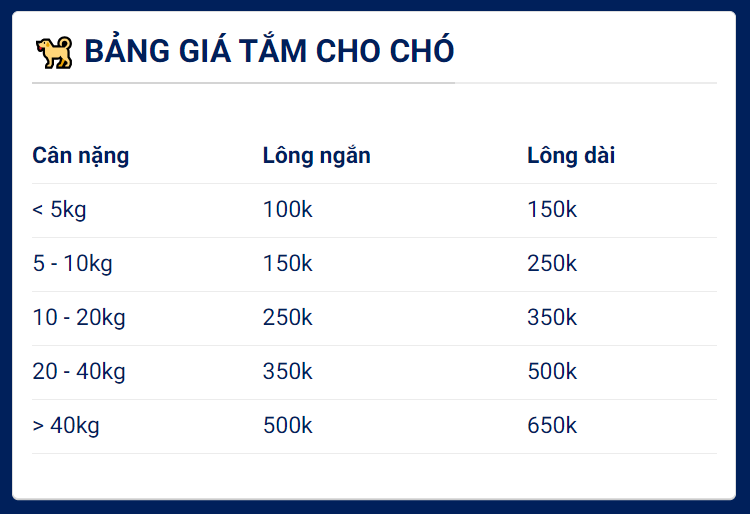 BẢNG GIÁ TẮM CHO CHÓ
Cân nặng Lông ngắn Lông dài
< 5kg 100k 150k
5 - 10kg 150k 250k
10 - 20kg 250k 350k
20 - 40kg 350k 500k
> 40kg 500k 650k